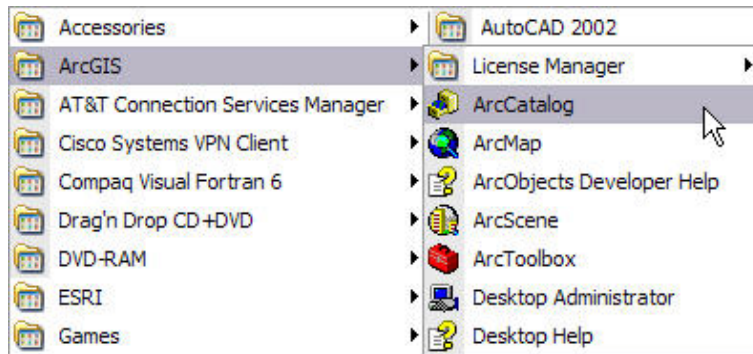 Accessories
ArcGIS
AT&T Connection Services Manager
Cisco Systems VPN Client
Compaq Visual Fortran 6
Drag'n Drop CD+DVD
DVD-RAM
ESRI
Games
AutoCAD 2002
License Manager
ArcCatalog
ArcMap
ArcObjects Developer Help
ArcScene
ArcToolbox
Desktop Administrator
Desktop Help